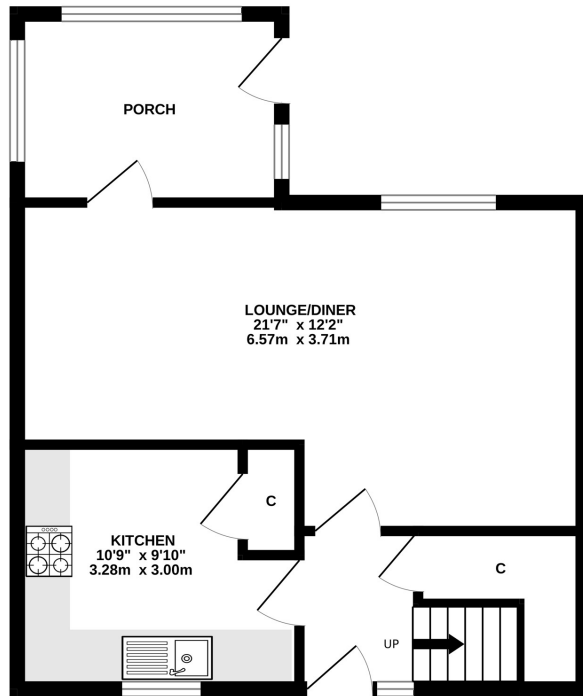 PORCH
LOUNGE/DINER
21'7" x 12'2"
6.57m x 3.71m
C
KITCHEN
10'9" x 9'10"
3.28m x 3.00m
C
UP